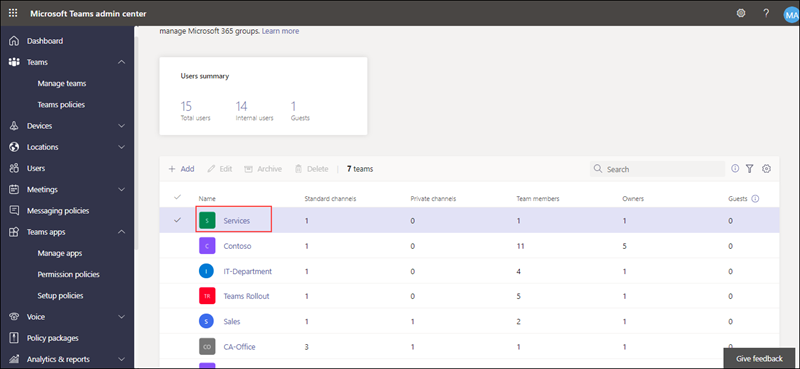 Microsoft Teams admin center
?
MA
Dashboard
Teams
Manage teams
Teams policies
Devices
Locations
Users
Meetings
Messaging policies
Teams apps
Manage apps
Permission policies
Setup policies
Voice
Policy packages
Analytics & reports
manage Microsoft 365 groups. Learn more
Users summary
15 14 1
Total users Internal users Guests
+ Add Edit Archive Delete 7 teams Search
Name Standard channels Private channels Team members Owners Guests
S Services 1 0 1 1 0
C Contoso 1 0 11 5 0
I IT-Department 1 0 4 1 0
TR Teams Rollout 1 0 5 1 0
S Sales 1 1 2 1 0
CO CA-Office 3 1 1 1 0
Give feedback